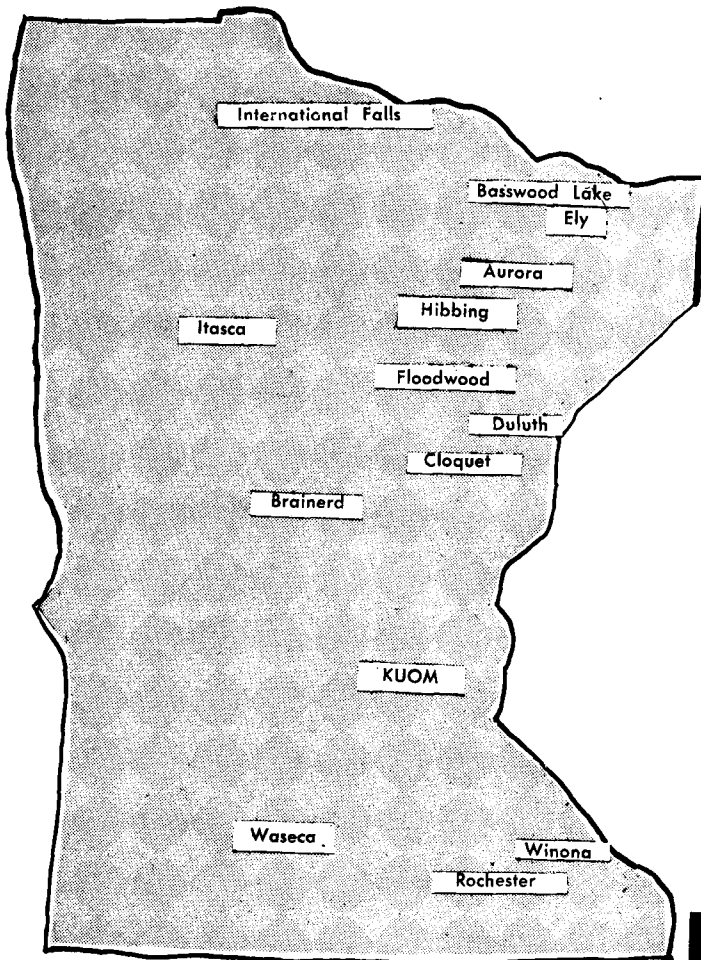 International Falls
Basswood Lake
Ely
Aurora
Hibbing
Itasca
Floodwood
Duluth
Cloquet
Brainerd
KUOM
Waseca
Winona
Rochester